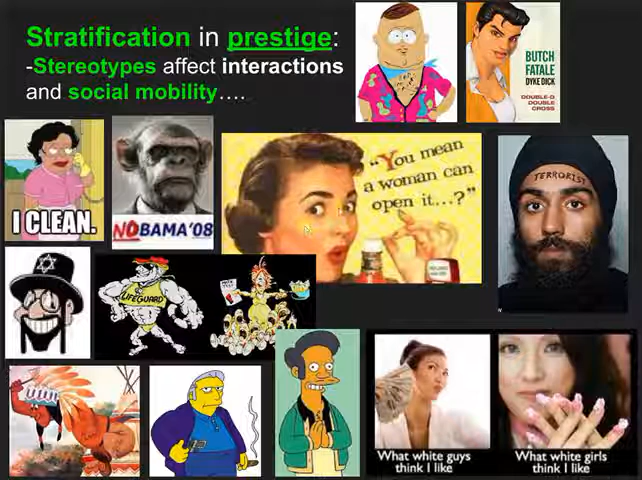 Stratification in prestige:
-Stereotypes affect interactions
and social mobility....
BUTCH
FATALE
DYKE DICK
DOUBLE-D
DOUBLE
CROSS
I CLEAN.
NOBAMA'08
"You mean
a woman can
open it...?"
TERRORIST
LIFEGUARD
What white guys
think I like
What white girls
think I like